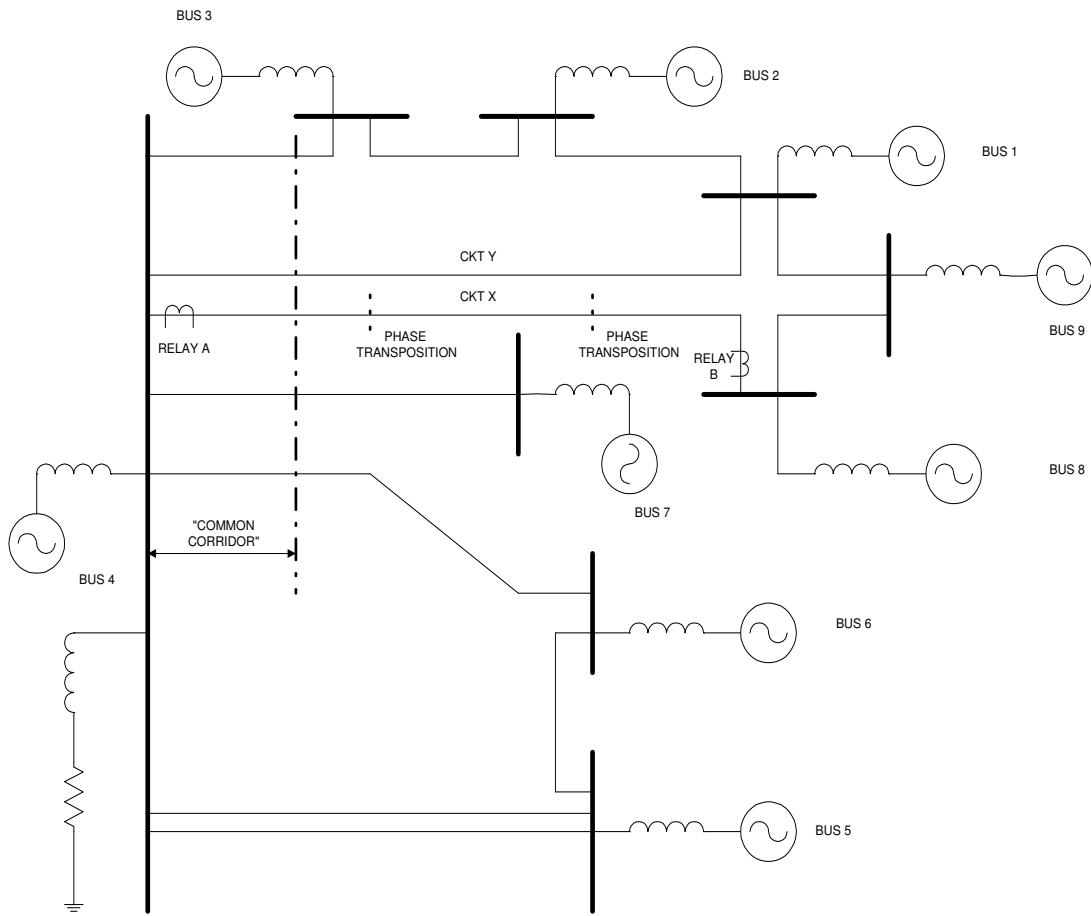 BUS 3
BUS 2
BUS 1
CKT Y
CKT X
BUS 9
RELAY A
PHASE
TRANSPOSITION
PHASE
TRANSPOSITION
RELAY
B
BUS 8
BUS 7
"COMMON
CORRIDOR"
BUS 4
BUS 6
BUS 5